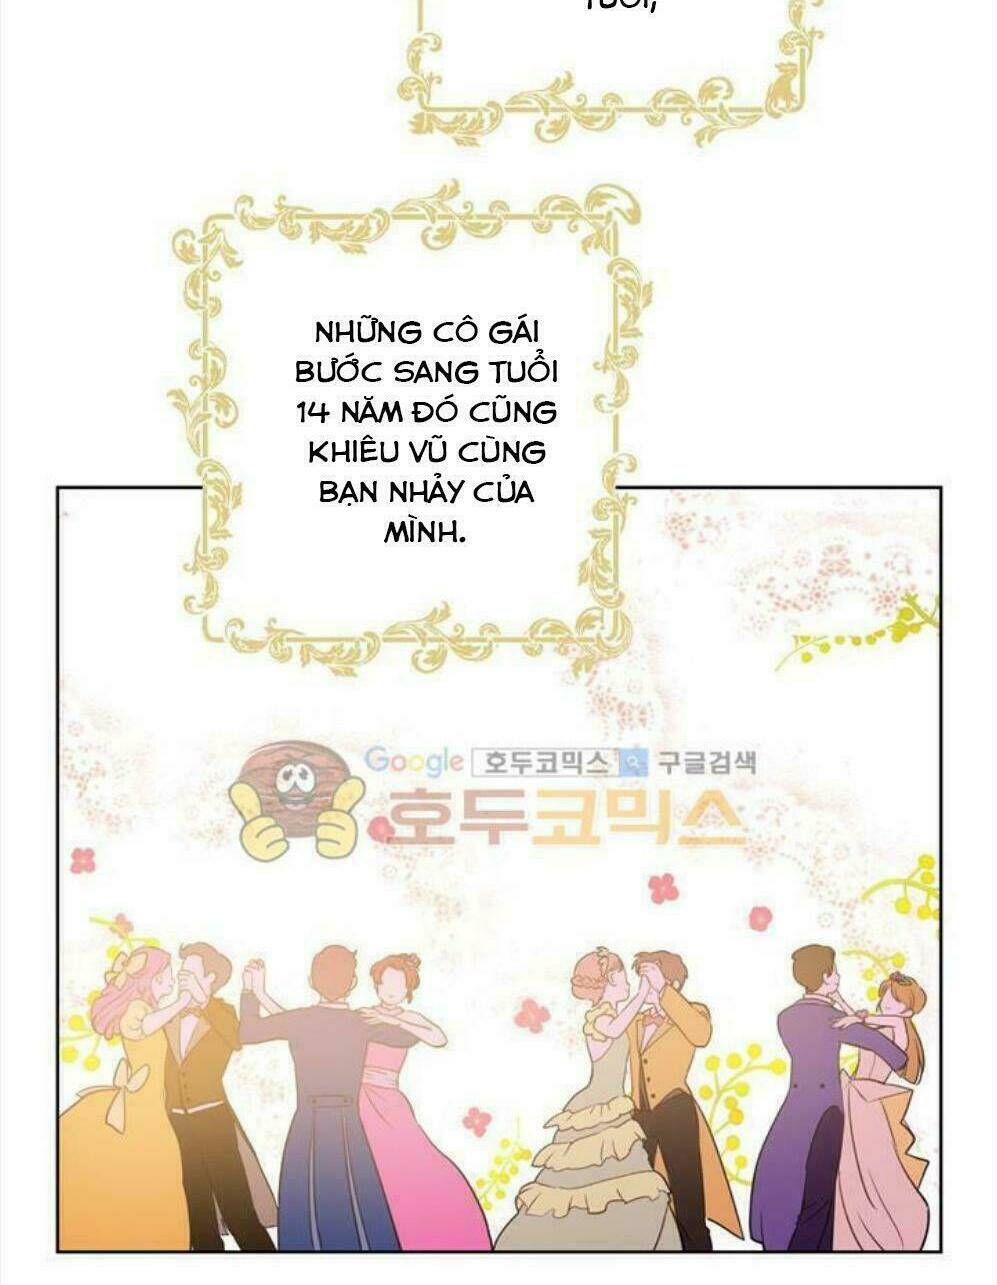 TUỔI,
NHỮNG CÔ GÁI
BƯỚC SANG TUỔI
14 NĂM ĐÓ CŨNG
KHIÊU VŨ CÙNG
BẠN NHẢY CỦA
MÌNH.
Google 호두코믹스 구글검색
호두코믹스